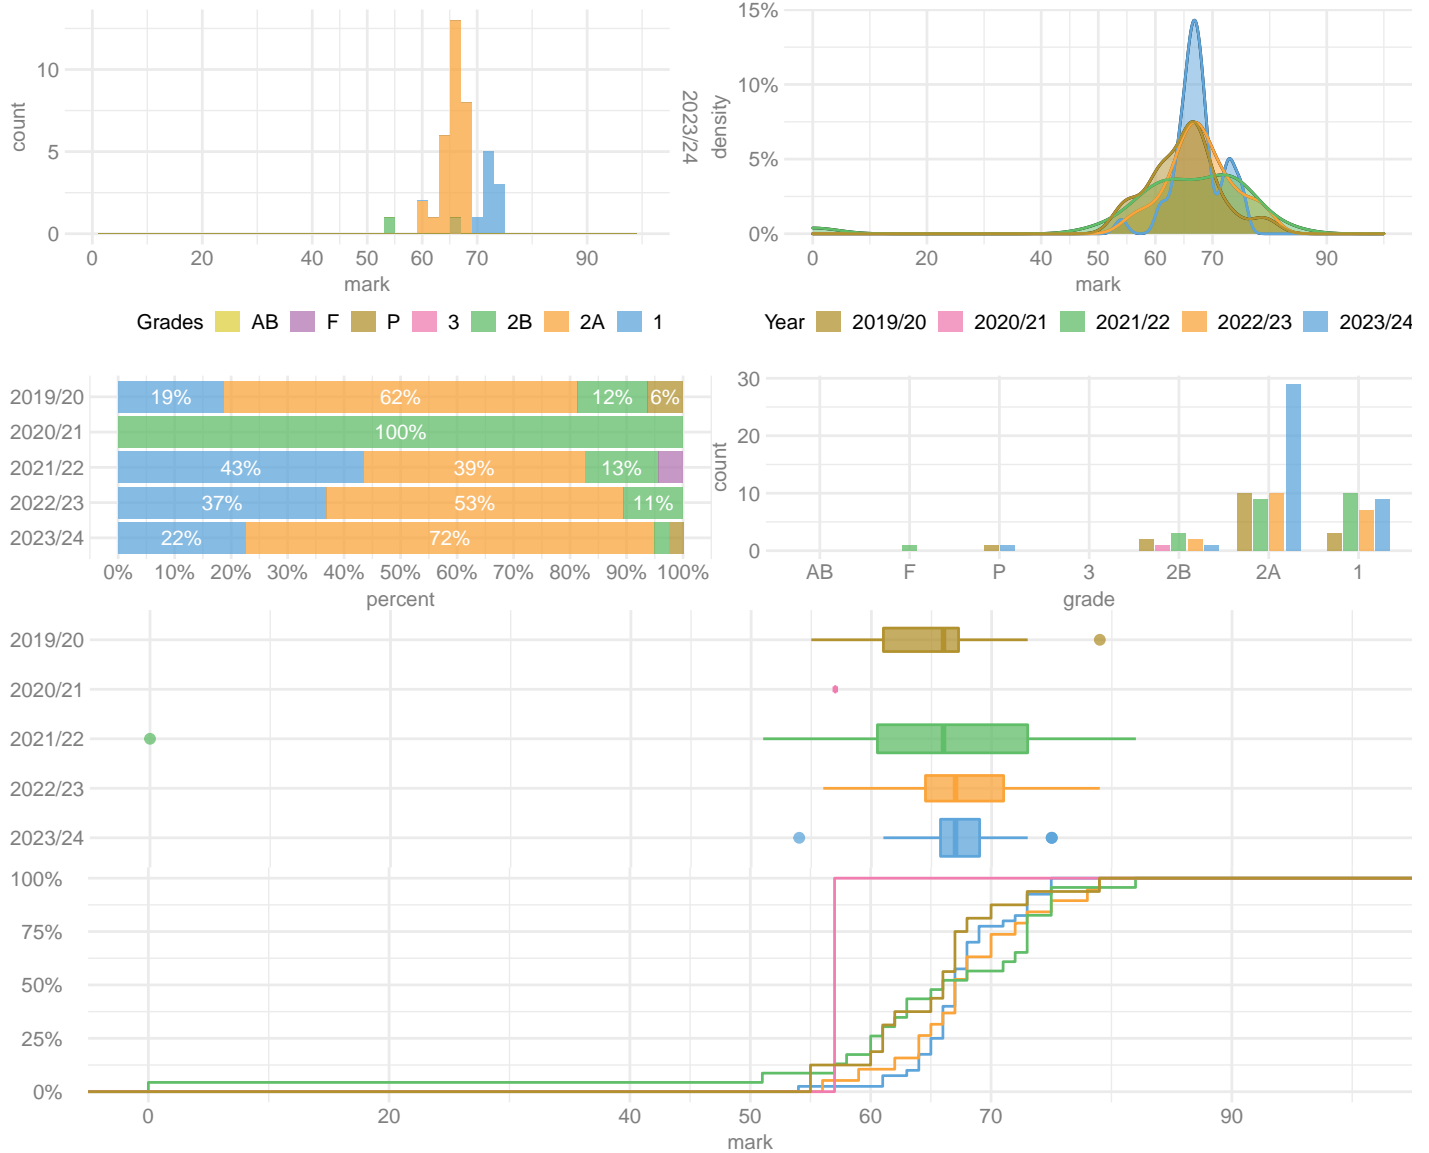 15%
10%
10%
5%
5%
0
0%
count
2023/24
density
0 20 40 50 60 70 90
0 20 40 50 60 70 90
mark
mark
Grades AB F P 3 2B 2A 1
Year 2019/20 2020/21 2021/22 2022/23 2023/24
2019/20 19% 62% 12% 6%
2020/21 100%
2021/22 43% 39% 13%
2022/23 37% 53% 11%
2023/24 22% 72%
0% 10% 20% 30% 40% 50% 60% 70% 80% 90% 100%
percent
30
20
10
0
count
AB F P 3 2B 2A 1
grade
2019/20
2020/21
2021/22
2022/23
2023/24
100%
75%
50%
25%
0%
0 20 40 50 60 70 90
mark